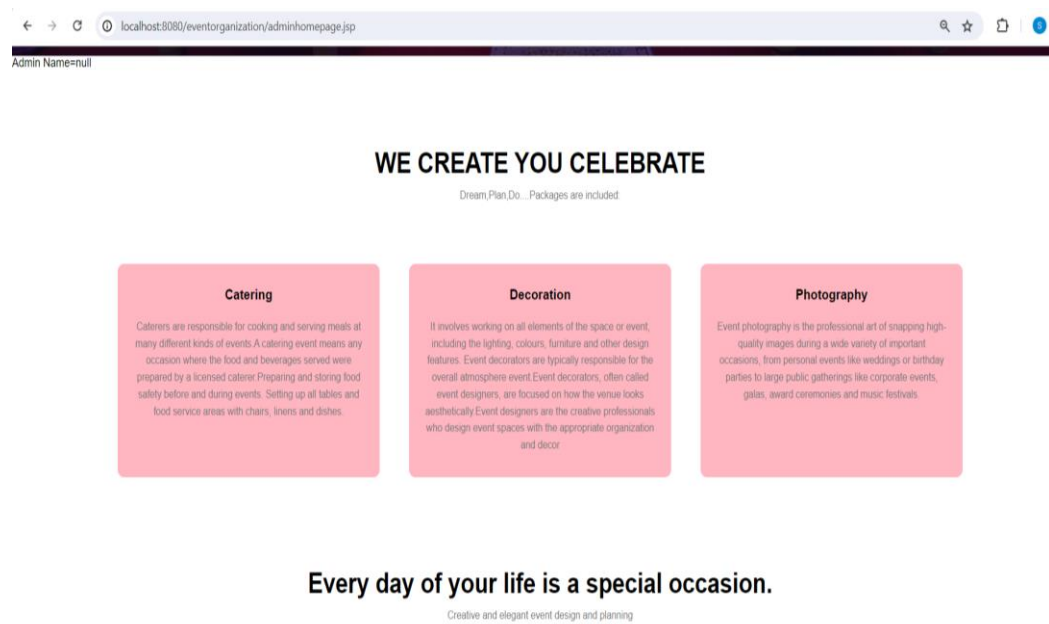 localhost:8080/eventorganization/adminhomepage.jsp
S
Admin Name=null
WE CREATE YOU CELEBRATE
Dream,Plan,Do....Packages are included:
Catering
Caterers are responsible for cooking and serving meals at
many different kinds of events.A catering event means any
occasion where the food and beverages served were
prepared by a licensed caterer.Preparing and storing food
safely before and during events. Setting up all tables and
food service areas with chairs, linens and dishes.
Decoration
It involves working on all elements of the space or event,
including the lighting, colours, furniture and other design
features. Event decorators are typically responsible for the
overall atmosphere event.Event decorators, often called
event designers, are focused on how the venue looks
aesthetically.Event designers are the creative professionals
who design event spaces with the appropriate organization
and decor
Photography
Event photography is the professional art of snapping high-
quality images during a wide variety of important
occasions, from personal events like weddings or birthday
parties to large public gatherings like corporate events,
galas, award ceremonies and music festivals.
Every day of your life is a special occasion.
Creative and elegant event design and planning